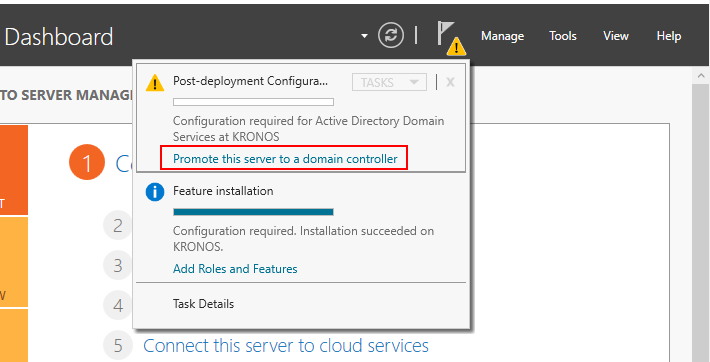 Dashboard
Manage
Tools
View
Help
TO SERVER MANA
Post-deployment Configura...
TASKS
x
Configuration required for Active Directory Domain
Services at KRONOS
Promote this server to a domain controller
1
Co
Feature installation
Configuration required. Installation succeeded on
KRONOS.
Add Roles and Features
Task Details
T
2
3
W
4
5 Connect this server to cloud services